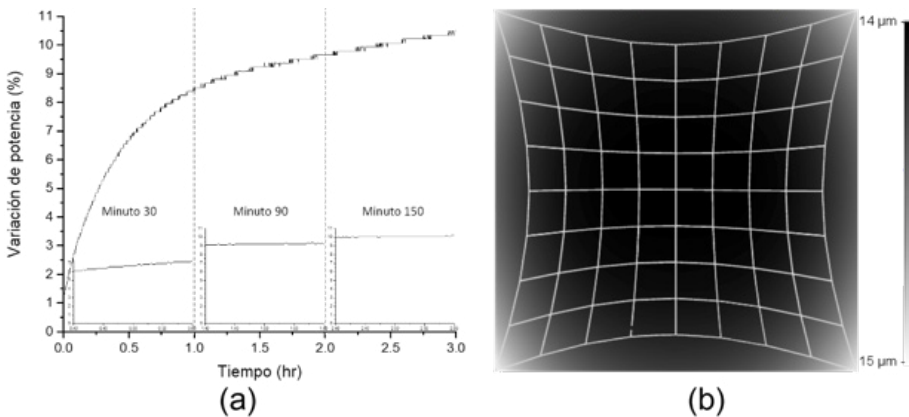 Variación de potencia (%)
11
10
9
8
7
6
5
4
3
2
1
0
Minuto 30
Minuto 90
Minuto 150
0.0
0.5
1.0
1.5
2.0
2.5
3.0
Tiempo (hr)
(a)
14 µm
15 µm
(b)